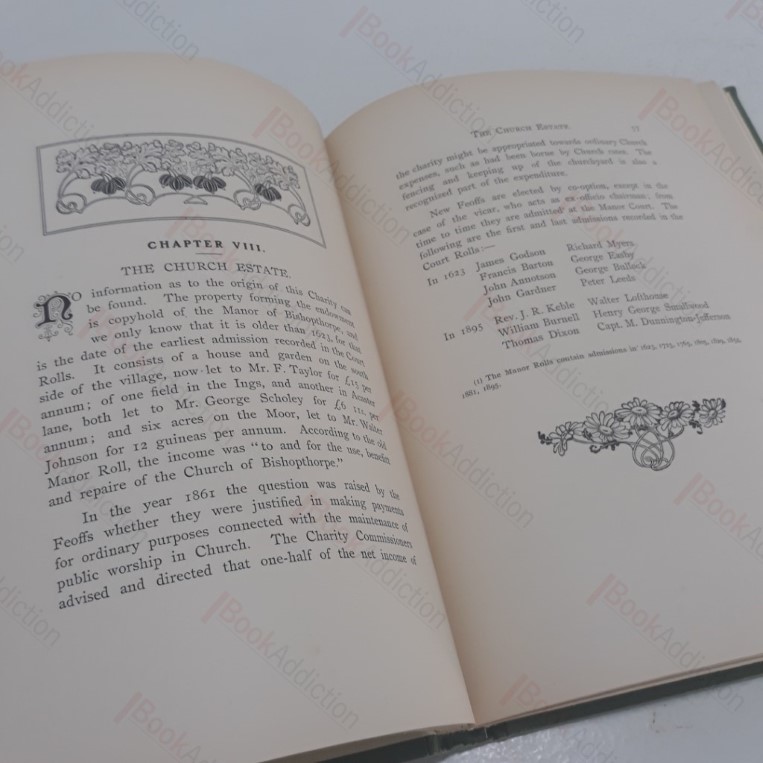 CHAPTER VIII.
THE CHURCH ESTATE.
NO information as to the origin of this Charity can
be found. The property forming the endowment
is copyhold of the Manor of Bishopthorpe, and
we only know that it is older than 1623, for that
is the date of the earliest admission recorded in the Court
Rolls. It consists of a house and garden on the south
side of the village, now let to Mr. F. Taylor for £15 per
annum; of one field in the Ings, and another in Acaster
lane, both let to Mr. George Scholey for £6 11s. per
annum; and six acres on the Moor, let to Mr. Walter
Johnson for 12 guineas per annum. According to the old
Manor Roll, the income was "to and for the use, benefit
and repaire of the Church of Bishopthorpe."
In the year 1861 the question was raised by the
Feoffs whether they were justified in making payments
for ordinary purposes connected with the maintenance of
public worship in Church. The Charity Commissioners
advised and directed that one-half of the net income of
THE CHURCH ESTATE.
the charity might be appropriated towards ordinary Church
expenses, such as had been borne by Church rates. The
fencing and keeping up of the churchyard is also a
recognized part of the expenditure.
New Feoffs are elected by co-option, except in the
case of the vicar, who acts as ex-officio chairman; from
time to time they are admitted at the Manor Court. The
following are the first and last admissions recorded in the
Court Rolls:—
In 1623 James Godson Richard Myers
Francis Barton George Easby
John Annotson George Bullock
John Gardner Peter Leeds
In 1895 Rev. J. R. Keble Walter Lofthouse
William Burnell Henry George Smallwood
Thomas Dixon Capt. M. Dunnington-Jefferson
(1) The Manor Rolls contain admissions in 1623,
1881, 1895.
BookAddiction